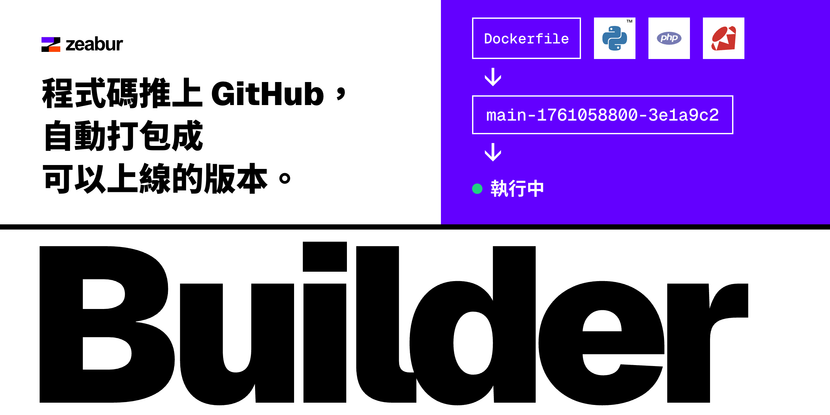 zeabur
程式碼推上 GitHub，
自動打包成
可以上線的版本。
Dockerfile
TM
php
main-1761058800-3e1a9c2
執行中
Builder